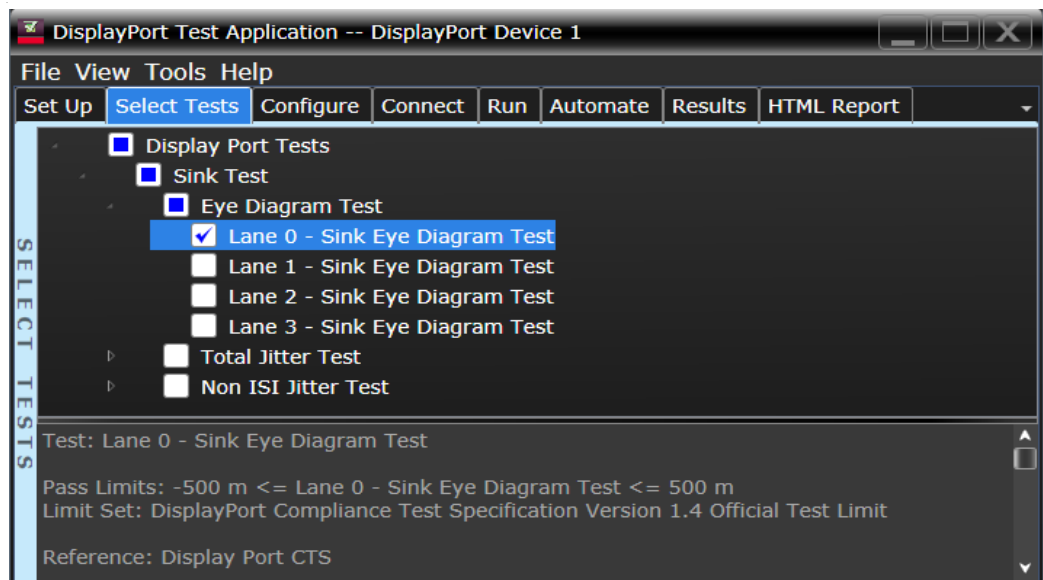 DisplayPort Test Application -- DisplayPort Device 1
File View Tools Help
Set Up Select Tests Configure Connect Run Automate Results HTML Report
SELECT TESTS
Display Port Tests
Sink Test
Eye Diagram Test
Lane 0 - Sink Eye Diagram Test
Lane 1 - Sink Eye Diagram Test
Lane 2 - Sink Eye Diagram Test
Lane 3 - Sink Eye Diagram Test
Total Jitter Test
Non ISI Jitter Test
Test: Lane 0 - Sink Eye Diagram Test
Pass Limits: -500 m <= Lane 0 - Sink Eye Diagram Test <= 500 m
Limit Set: DisplayPort Compliance Test Specification Version 1.4 Official Test Limit
Reference: Display Port CTS